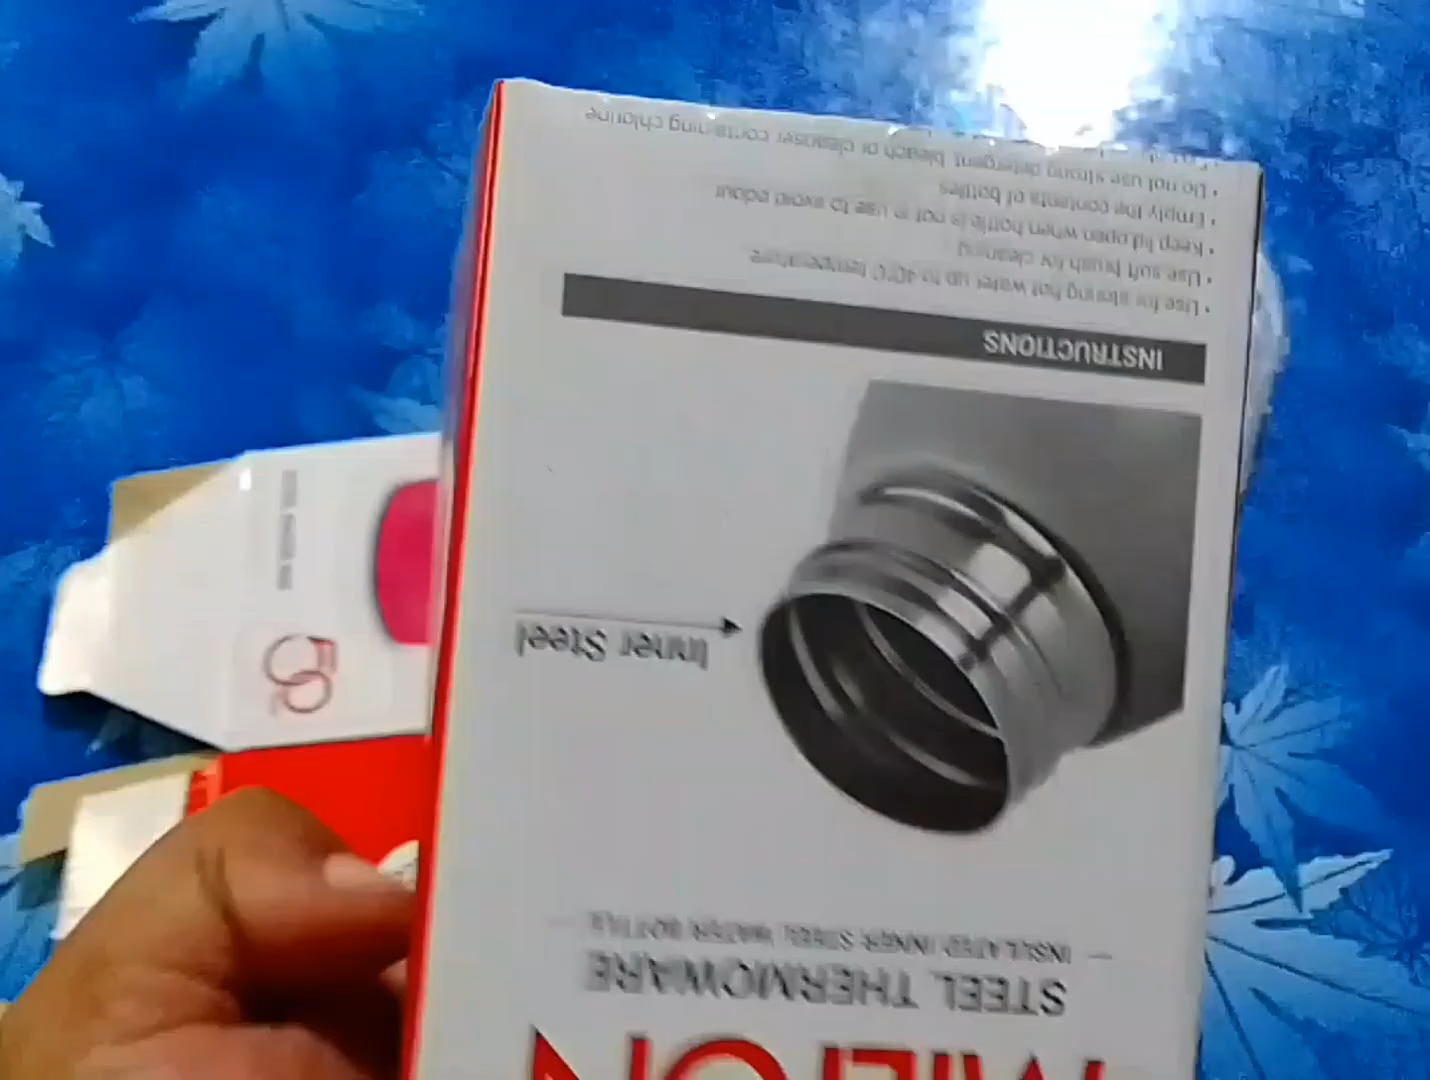 MILTON
STEEL THERMOWARE
INSULATED INNER STEEL WATER BOTTLE
Inner Steel
INSTRUCTIONS
• Use for storing hot water up to 40°C temperature
• Use soft brush for cleaning
• Keep lid open when bottle is not in use to avoid odour
• Empty the contents of bottles
• Do not use strong detergent, bleach or cleanser containing chlorine
50